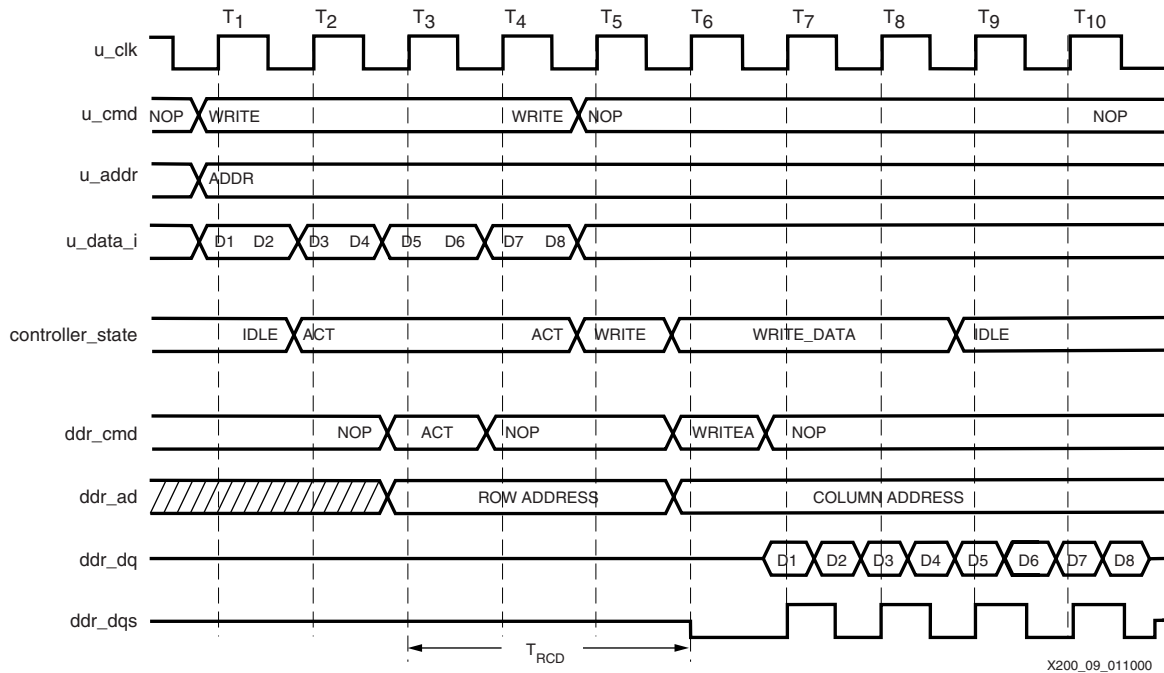 T1 T2 T3 T4 T5 T6 T7 T8 T9 T10
u_clk
u_cmd NOP WRITE WRITE NOP NOP
u_addr ADDR
u_data_i D1 D2 D3 D4 D5 D6 D7 D8
controller_state IDLE ACT ACT WRITE WRITE_DATA IDLE
ddr_cmd NOP ACT NOP WRITEA NOP
ddr_ad ROW ADDRESS COLUMN ADDRESS
ddr_dq D1 D2 D3 D4 D5 D6 D7 D8
ddr_dqs
TRCD
X200_09_011000